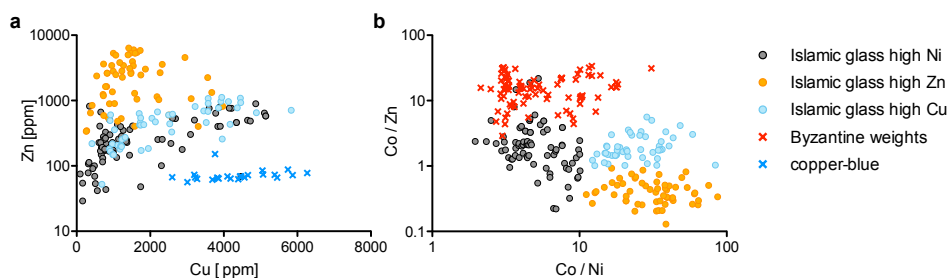 a
10000
1000
100
10
Zn [ppm]
0
2000
4000
6000
8000
Cu [ ppm]
b
100
10
1
0.1
Co / Zn
1
10
100
Co / Ni
Islamic glass high Ni
Islamic glass high Zn
Islamic glass high Cu
Byzantine weights
copper-blue